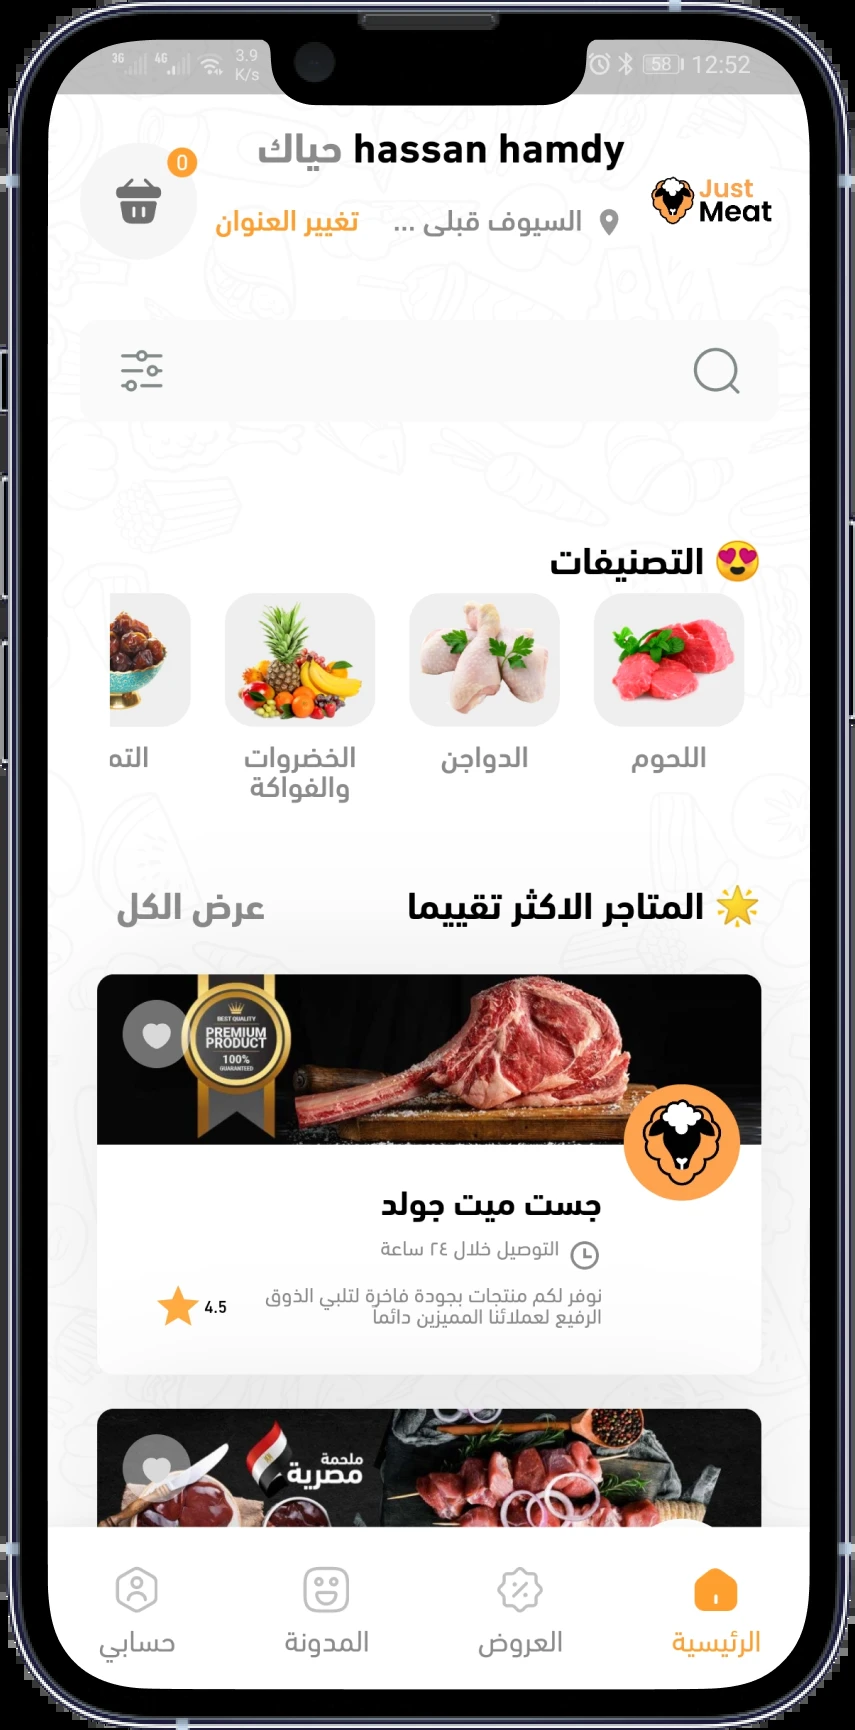 3G 4G 3.9 K/s 58 12:52
حياك hassan hamdy
0
Just
Meat
السيوف قبلى ...
تغيير العنوان
التصنيفات 😍
اللحوم
الدواجن
الخضروات
والفواكة
التم
🌟 المتاجر الاكثر تقييما
عرض الكل
BEST QUALITY
PREMIUM
PRODUCT
100%
GUARANTEED
جست ميت جولد
التوصيل خلال ٢٤ ساعة
نوفر لكم منتجات بجودة فاخرة لتلبي الذوق
الرفيع لعملائنا المميزين دائما
4.5
ملحمة
مصرية
الرئيسية
العروض
المدونة
حسابي